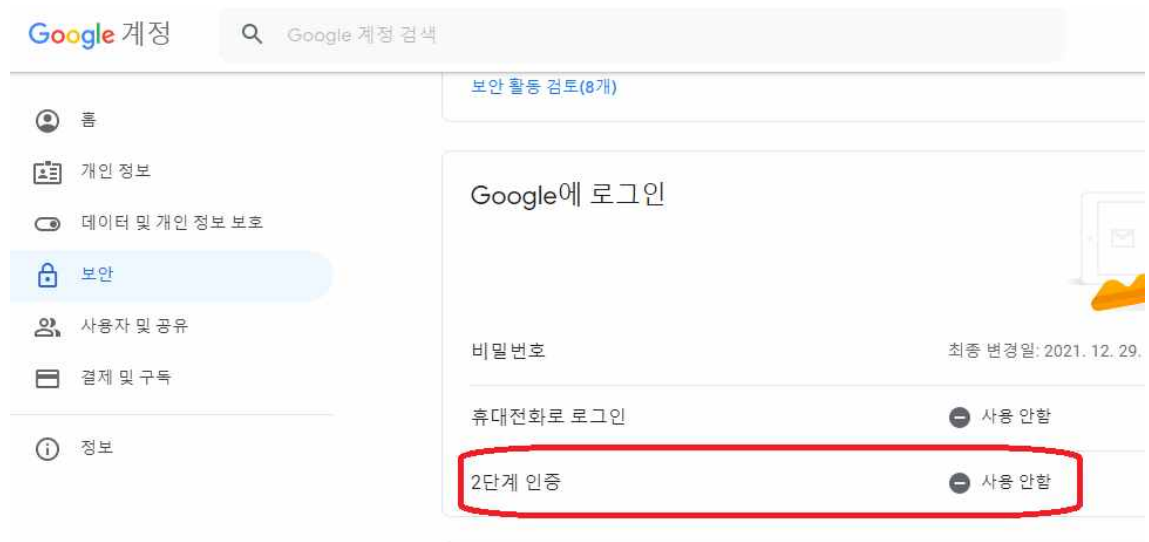 Google 계정
Google 계정 검색
보안 활동 검토(8개)
홈
개인 정보
데이터 및 개인 정보 보호
보안
사용자 및 공유
결제 및 구독
정보
Google에 로그인
비밀번호 최종 변경일: 2021. 12. 29.
휴대전화로 로그인 사용 안함
2단계 인증 사용 안함